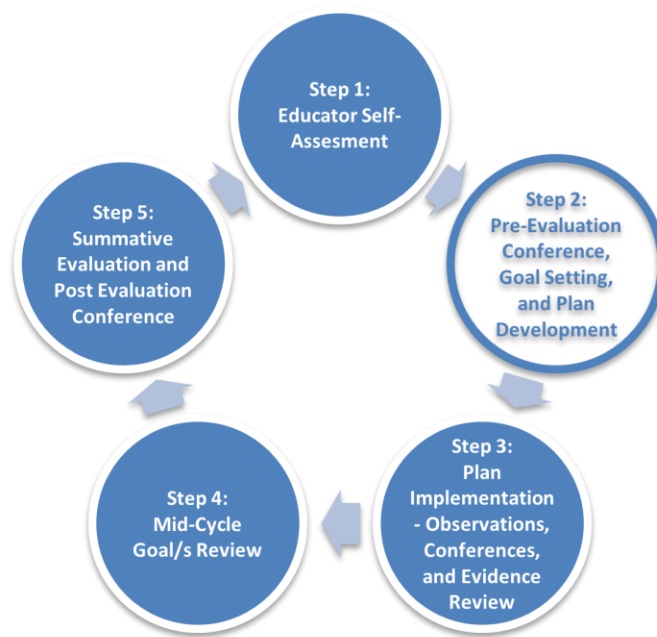 Step 1:
Educator Self-
Assesment
Step 2:
Pre-Evaluation
Conference,
Goal Setting,
and Plan
Development
Step 3:
Plan
Implementation
- Observations,
Conferences,
and Evidence
Review
Step 4:
Mid-Cycle
Goal/s Review
Step 5:
Summative
Evaluation and
Post Evaluation
Conference